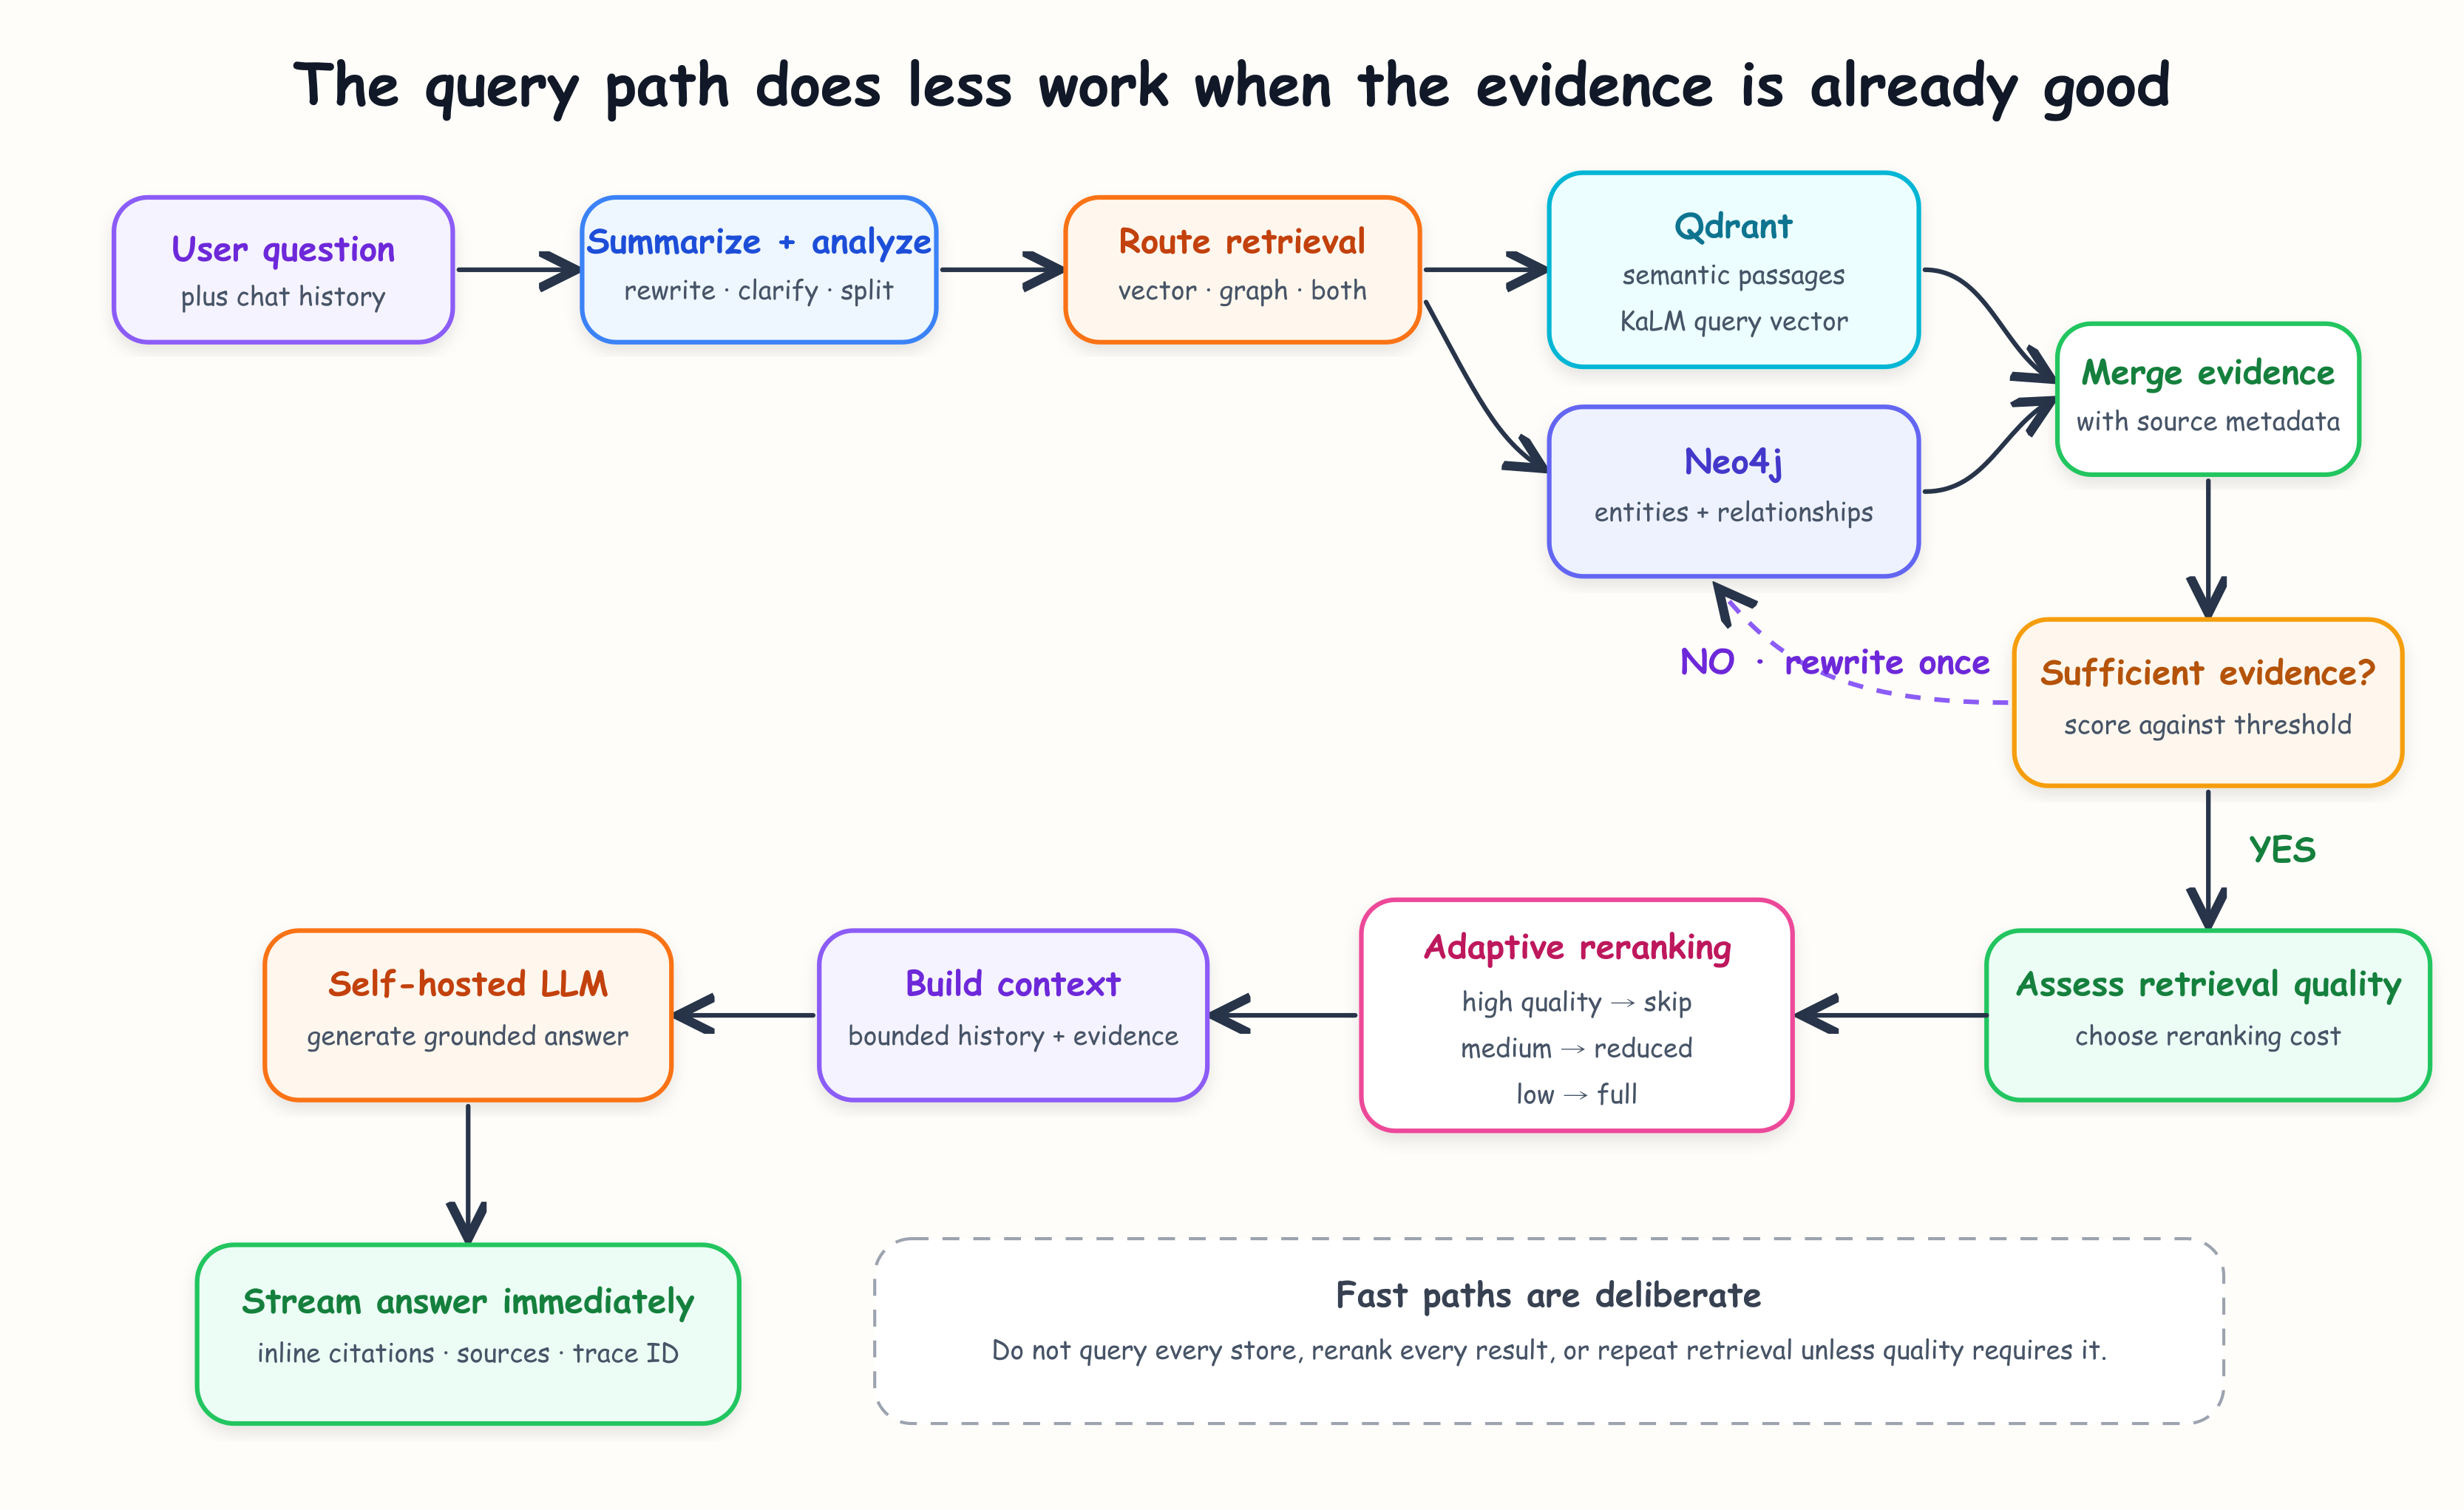 The query path does less work when the evidence is already good
User question
plus chat history
Summarize + analyze
rewrite · clarify · split
Route retrieval
vector · graph · both
Qdrant
semantic passages
KaLM query vector
Neo4j
entities + relationships
Merge evidence
with source metadata
NO · rewrite once
Sufficient evidence?
score against threshold
YES
Assess retrieval quality
choose reranking cost
Adaptive reranking
high quality → skip
medium → reduced
low → full
Build context
bounded history + evidence
Self-hosted LLM
generate grounded answer
Stream answer immediately
inline citations · sources · trace ID
Fast paths are deliberate
Do not query every store, rerank every result, or repeat retrieval unless quality requires it.